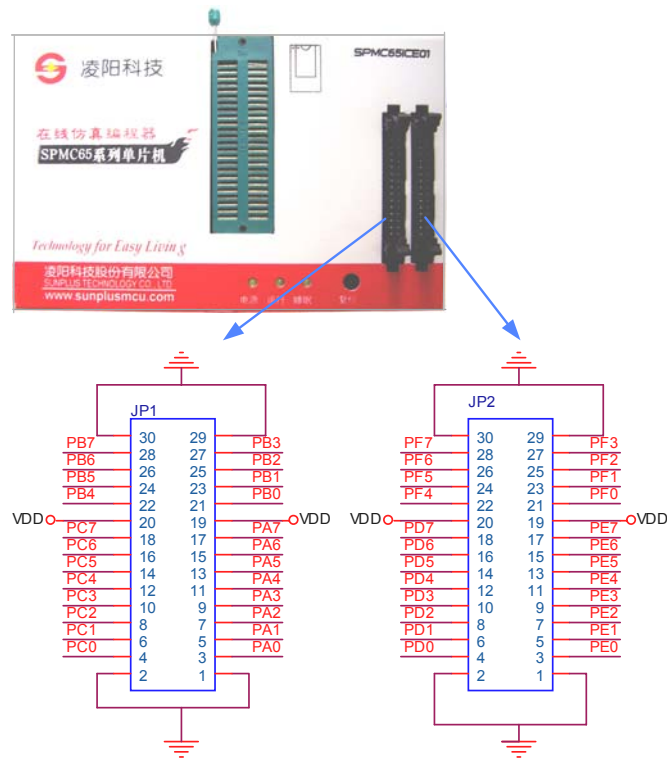 SPMC65ICE01
凌阳科技
在线仿真编程器
SPMC65系列单片机
Technology for Easy Living
凌阳科技股份有限公司
SUNPLUS TECHNOLOGY CO., LTD
www.sunplusmcu.com
电源 运行 睡眠 复位
JP1
30 29
PB7 28 27 PB3
PB6 26 25 PB2
PB5 24 23 PB1
PB4 22 21 PB0
VDD 20 19 VDD
PC7 18 17 PA7
PC6 16 15 PA6
PC5 14 13 PA5
PC4 12 11 PA4
PC3 10 9 PA3
PC2 8 7 PA2
PC1 6 5 PA1
PC0 4 3 PA0
2 1
JP2
30 29
PF7 28 27 PF3
PF6 26 25 PF2
PF5 24 23 PF1
PF4 22 21 PF0
VDD 20 19 VDD
PD7 18 17 PE7
PD6 16 15 PE6
PD5 14 13 PE5
PD4 12 11 PE4
PD3 10 9 PE3
PD2 8 7 PE2
PD1 6 5 PE1
PD0 4 3 PE0
2 1